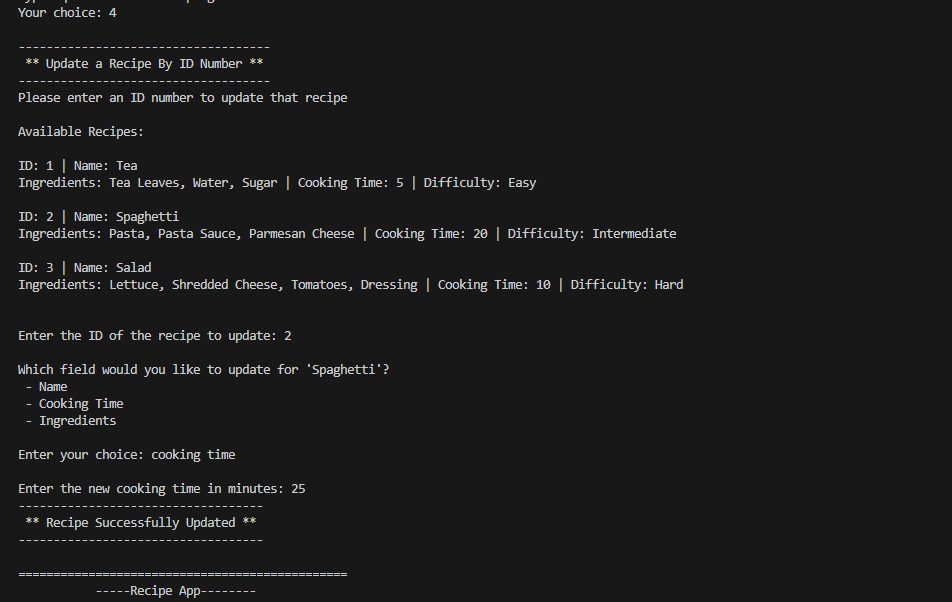 Your choice: 4
------------------------------------
** Update a Recipe By ID Number **
------------------------------------
Please enter an ID number to update that recipe
Available Recipes:
ID: 1 | Name: Tea
Ingredients: Tea Leaves, Water, Sugar | Cooking Time: 5 | Difficulty: Easy
ID: 2 | Name: Spaghetti
Ingredients: Pasta, Pasta Sauce, Parmesan Cheese | Cooking Time: 20 | Difficulty: Intermediate
ID: 3 | Name: Salad
Ingredients: Lettuce, Shredded Cheese, Tomatoes, Dressing | Cooking Time: 10 | Difficulty: Hard
Enter the ID of the recipe to update: 2
Which field would you like to update for 'Spaghetti'?
- Name
- Cooking Time
- Ingredients
Enter your choice: cooking time
Enter the new cooking time in minutes: 25
-----------------------------------
** Recipe Successfully Updated **
-----------------------------------
===============================================
-----Recipe App--------